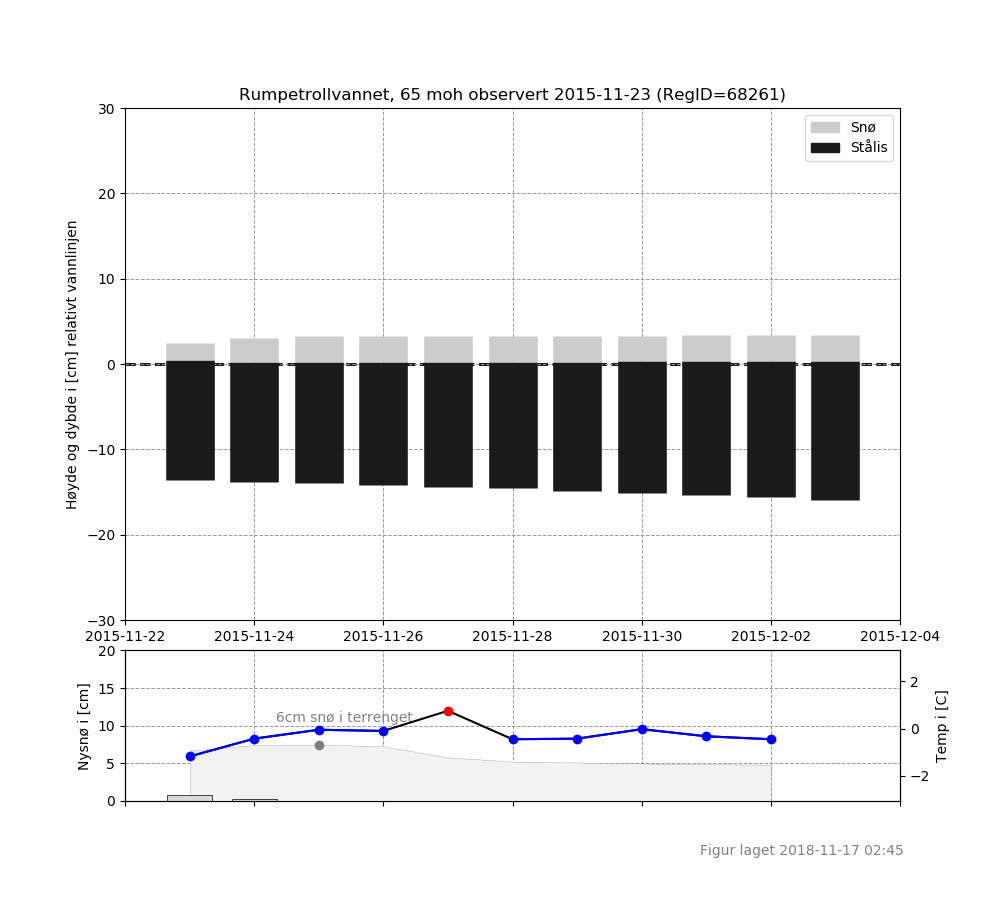 Rumpetrollvannet, 65 moh observert 2015-11-23 (RegID=68261)
Snø
Stålis
Høyde og dybde i [cm] relativt vannlinjen
30
20
10
0
−10
−20
−30
2015-11-22 2015-11-24 2015-11-26 2015-11-28 2015-11-30 2015-12-02 2015-12-04
Nysnø i [cm]
20
15
10
5
0
6cm snø i terrenget
2
0
−2
Temp i [C]
Figur laget 2018-11-17 02:45